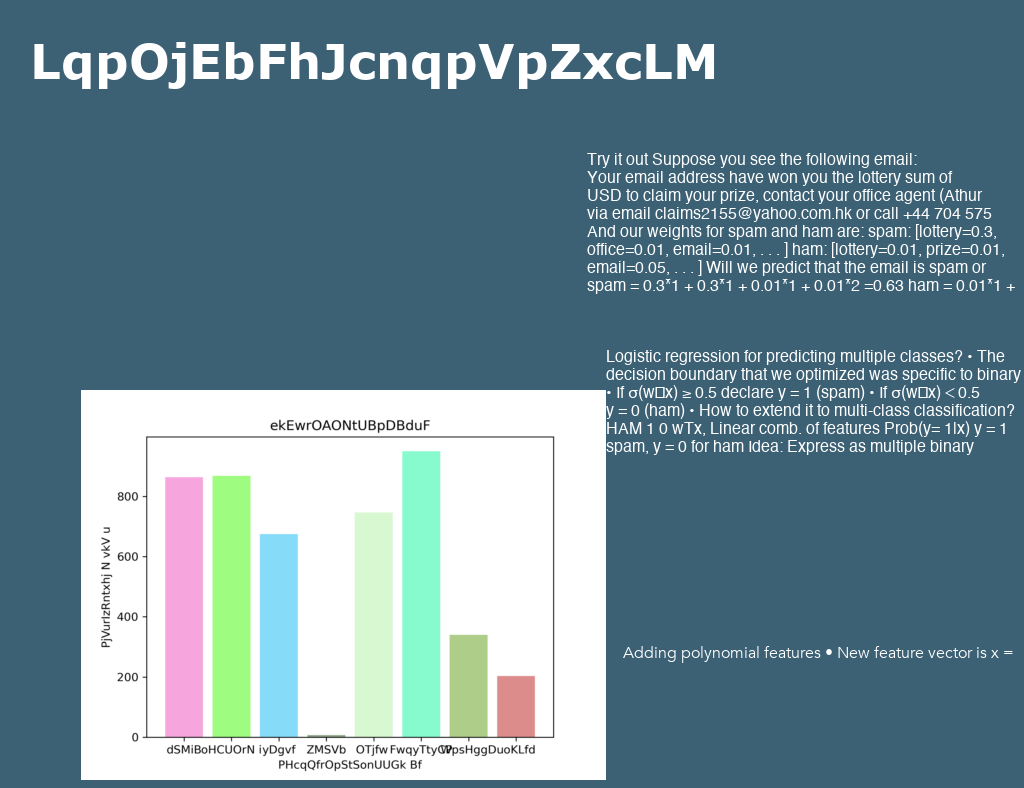 LqpOjEbFhJcnqpVpZxcLM
Try it out Suppose you see the following email:
Your email address have won you the lottery sum of
USD to claim your prize, contact your office agent (Athur
via email claims2155@yahoo.com.hk or call +44 704 575
And our weights for spam and ham are: spam: [lottery=0.3,
office=0.01, email=0.01, . . . ] ham: [lottery=0.01, prize=0.01,
email=0.05, . . . ] Will we predict that the email is spam or
spam = 0.3*1 + 0.3*1 + 0.01*1 + 0.01*2 =0.63 ham = 0.01*1 +
Logistic regression for predicting multiple classes? • The
decision boundary that we optimized was specific to binary
• If σ(w□x) ≥ 0.5 declare y = 1 (spam) • If σ(w□x) < 0.5
y = 0 (ham) • How to extend it to multi-class classification?
HAM 1 0 wTx, Linear comb. of features Prob(y= 1|x) y = 1
spam, y = 0 for ham Idea: Express as multiple binary
ekEwrOAONtUBpDBduF
PjVurIzRntxhj N vkV u
800
600
400
200
0
iyDgvf ZMSVb OTjfw DuoKLfd
PHcqQfrOpStSonUUGk Bf
Adding polynomial features • New feature vector is x =